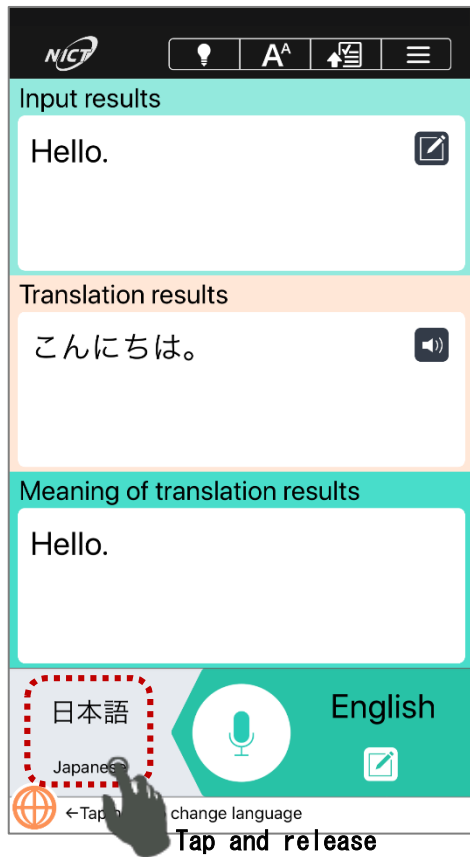 NICT
AA
Input results
Hello.
Translation results
こんにちは。
Meaning of translation results
Hello.
日本語
English
Japanese
←Tap change language
Tap and release